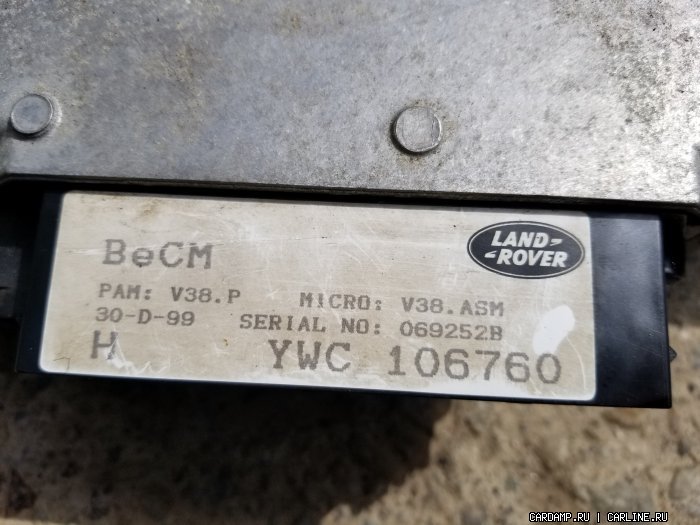 BeCM
LAND-
ROVER
PAM: V38.P MICRO: V38.ASM
30-D-99 SERIAL NO: 069252B
H YWC 106760
CARDAMP.RU | CARLINE.RU